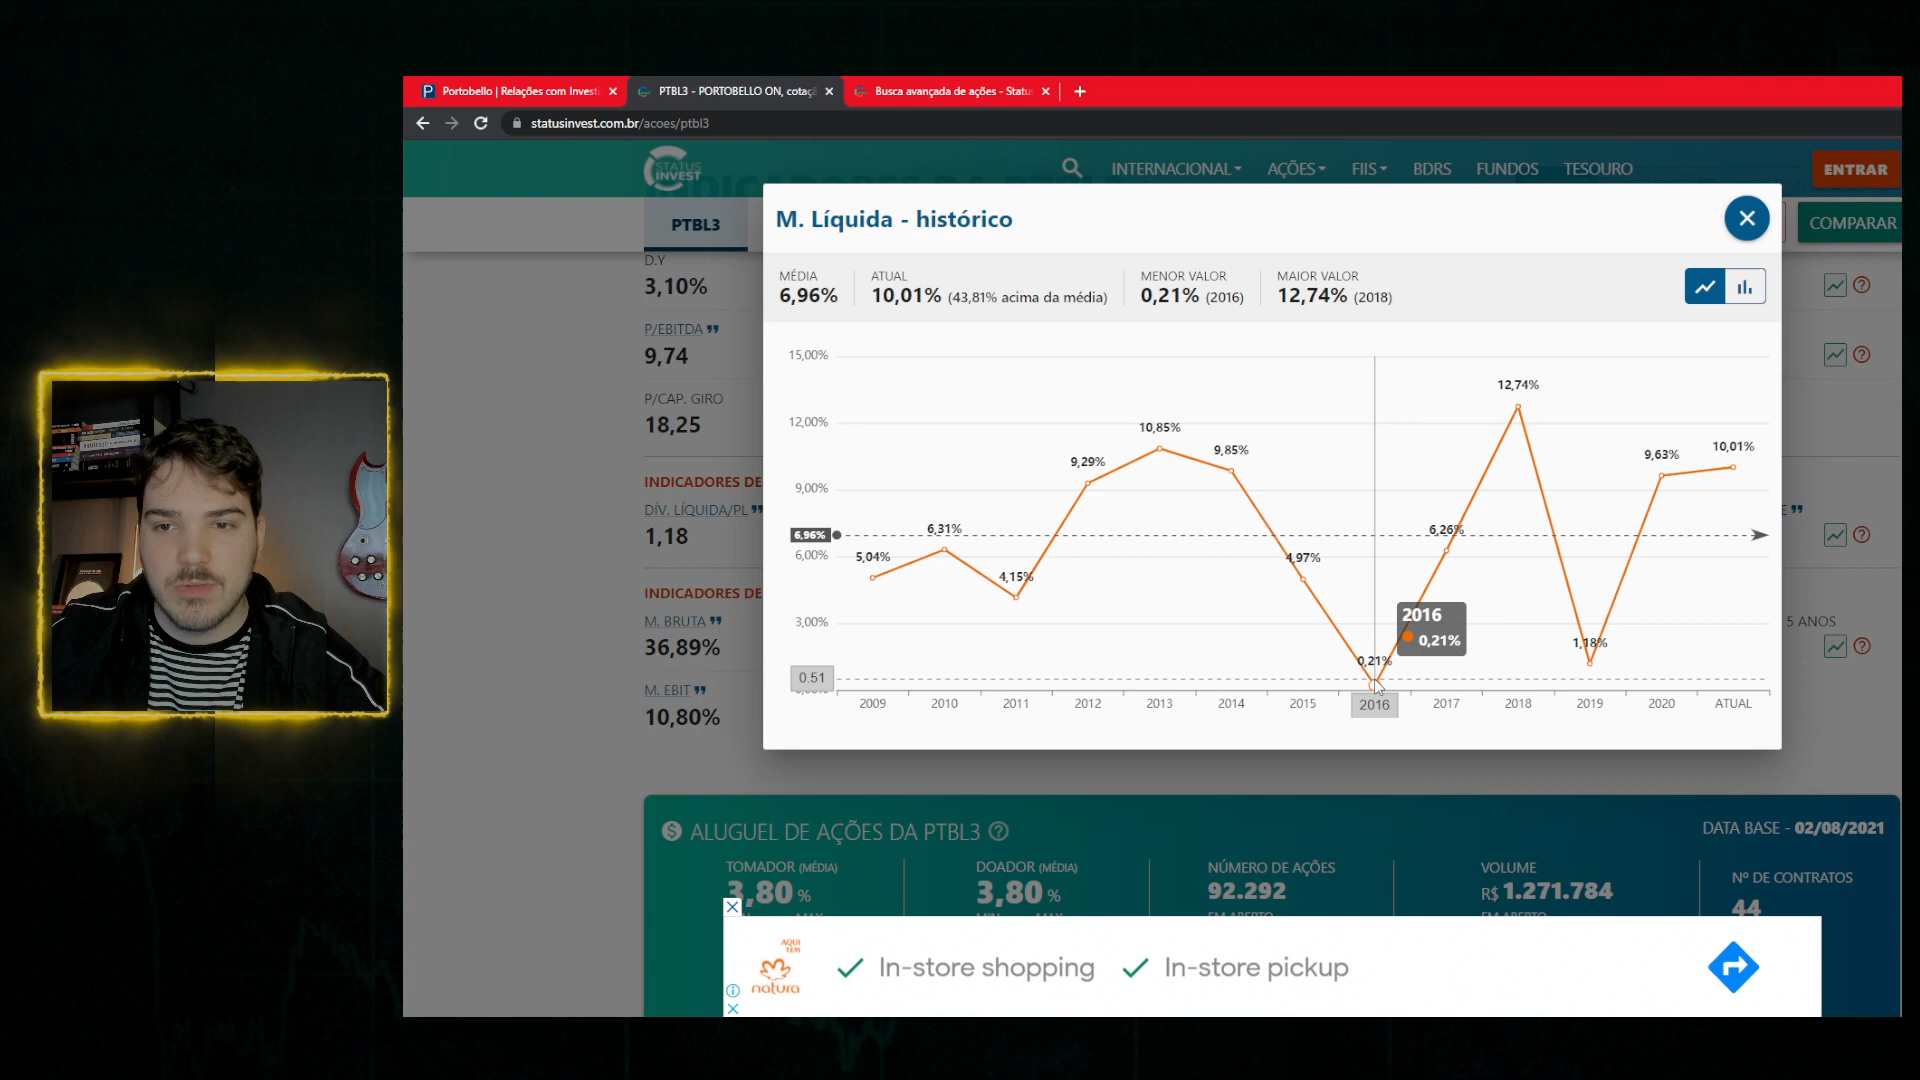 Portobello | Relações com Investi
PTBL3 - PORTOBELLO ON, cotaçã
Busca avançada de ações - Status
statusinvest.com.br/acoes/ptbl3
STATUS INVEST
INTERNACIONAL
AÇÕES
FIIS
BDRS
FUNDOS
TESOURO
ENTRAR
PTBL3
COMPARAR
M. Líquida - histórico
MÉDIA
6,96%
ATUAL
10,01% (43,81% acima da média)
MENOR VALOR
0,21% (2016)
MAIOR VALOR
12,74% (2018)
D.Y
3,10%
P/EBITDA
9,74
P/CAP. GIRO
18,25
INDICADORES DE
DÍV. LÍQUIDA/PL
1,18
INDICADORES DE
M. BRUTA
36,89%
M. EBIT
10,80%
15,00%
12,00%
9,00%
6,96%
6,00%
3,00%
0.51
5,04%
6,31%
4,15%
9,29%
10,85%
9,85%
4,97%
0,21%
6,26%
12,74%
1,18%
9,63%
10,01%
2016
0,21%
2009
2010
2011
2012
2013
2014
2015
2016
2017
2018
2019
2020
ATUAL
5 ANOS
ALUGUEL DE AÇÕES DA PTBL3
DATA BASE - 02/08/2021
TOMADOR (MÉDIA)
3,80 %
DOADOR (MÉDIA)
3,80 %
NÚMERO DE AÇÕES
92.292
VOLUME
R$ 1.271.784
Nº DE CONTRATOS
44
AQUI TEM
natura
In-store shopping
In-store pickup